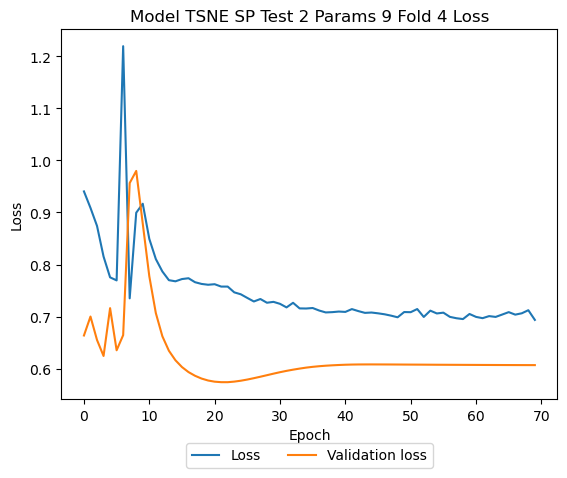 Model TSNE SP Test 2 Params 9 Fold 4 Loss
1.2
1.1
1.0
0.9
0.8
0.7
0.6
Loss
0 10 20 30 40 50 60 70
Epoch
Loss Validation loss